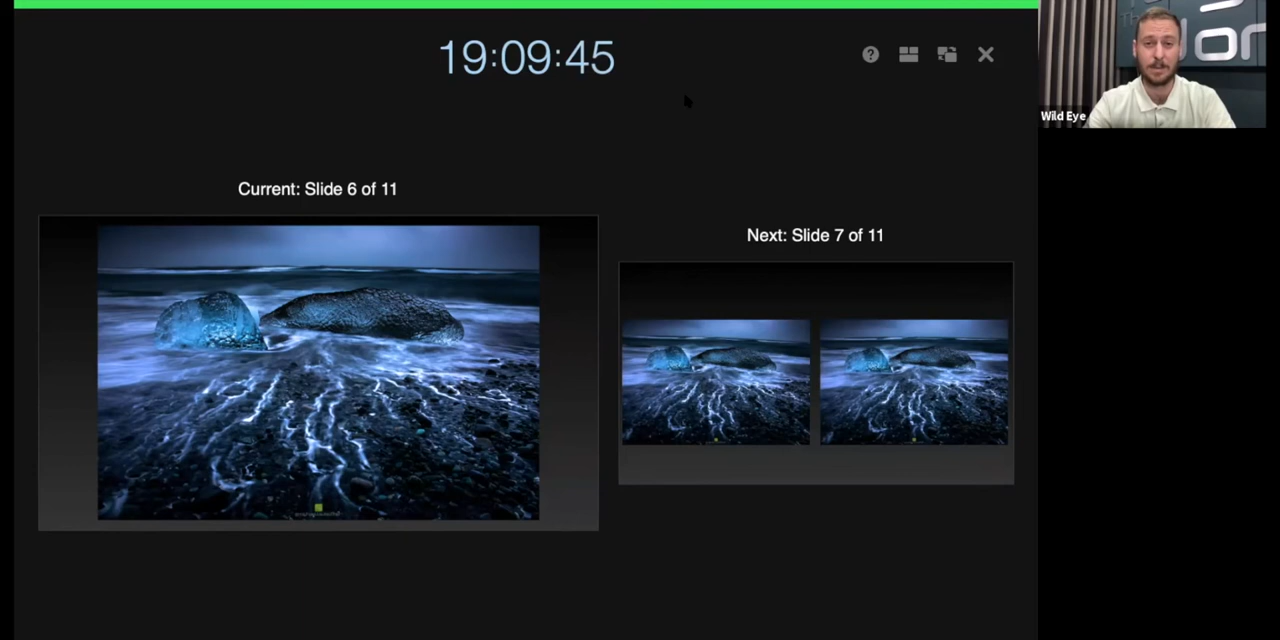 19:09:45
?
Wild Eye
Current: Slide 6 of 11
Next: Slide 7 of 11